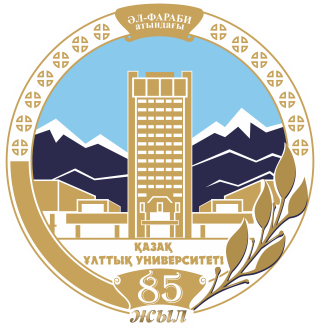 ӘЛ-ФАРАБИ
атындағы
ҚАЗАҚ
ҰЛТТЫҚ УНИВЕРСИТЕТІ
85
ЖЫЛ